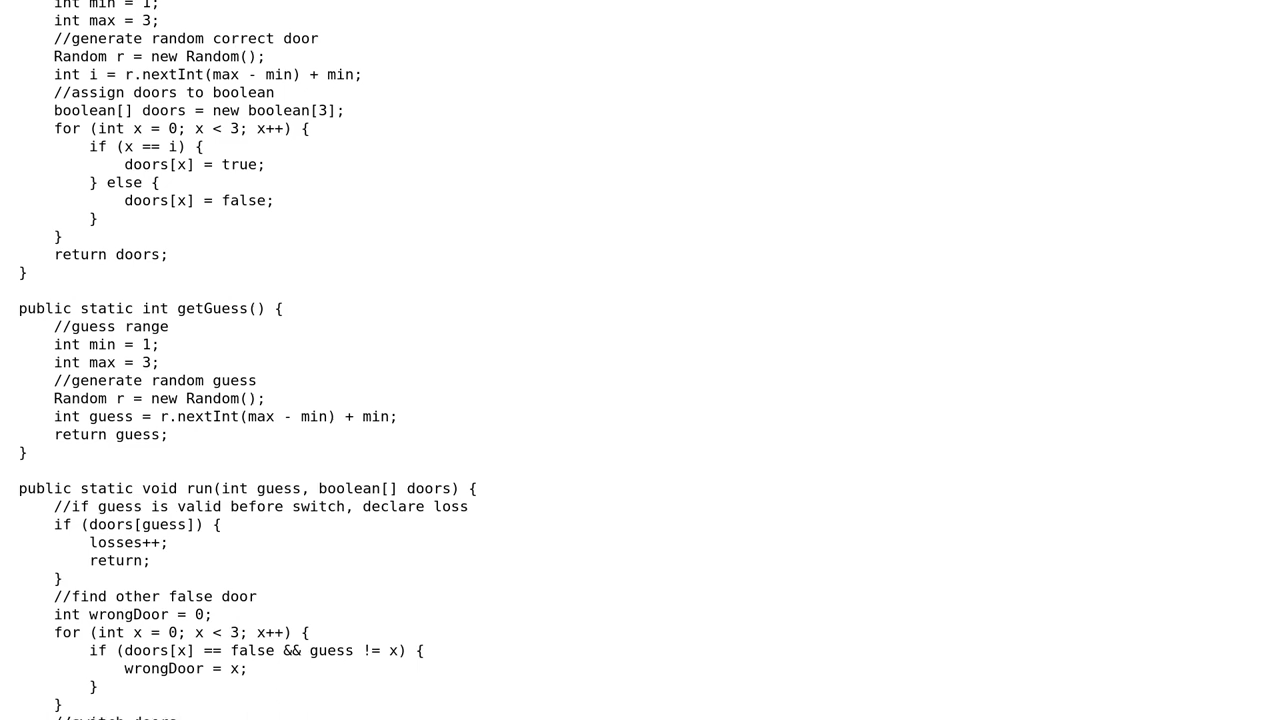 int min = 1;
int max = 3;
//generate random correct door
Random r = new Random();
int i = r.nextInt(max - min) + min;
//assign doors to boolean
boolean[] doors = new boolean[3];
for (int x = 0; x < 3; x++) {
if (x == i) {
doors[x] = true;
} else {
doors[x] = false;
}
}
return doors;
}
public static int getGuess() {
//guess range
int min = 1;
int max = 3;
//generate random guess
Random r = new Random();
int guess = r.nextInt(max - min) + min;
return guess;
}
public static void run(int guess, boolean[] doors) {
//if guess is valid before switch, declare loss
if (doors[guess]) {
losses++;
return;
}
//find other false door
int wrongDoor = 0;
for (int x = 0; x < 3; x++) {
if (doors[x] == false && guess != x) {
wrongDoor = x;
}
}
//switch doors